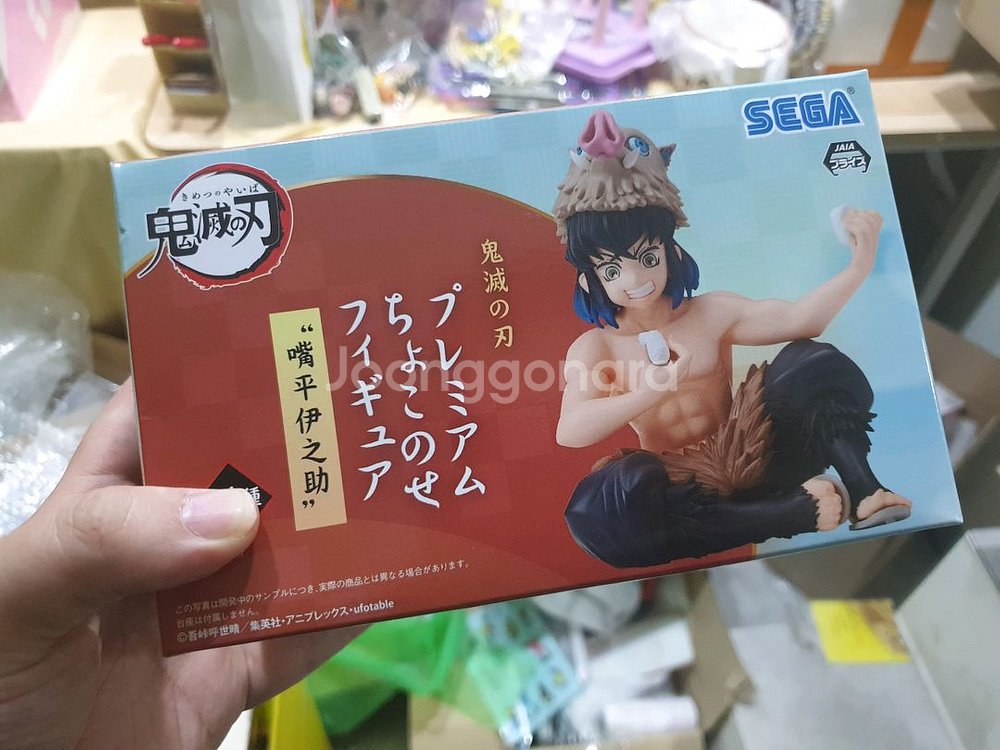 SEGA
JAIA
プライズ
きめつのやいば
鬼滅の刃
鬼滅の刃
プレミアム
ちょこのせ
フィギュア
“嘴平伊之助”
種
この写真は開発中のサンプルにつき、実際の商品とは異なる場合があります。
台座は付属しません。
©吾峠呼世晴／集英社・アニプレックス・ufotable
Joonggonara